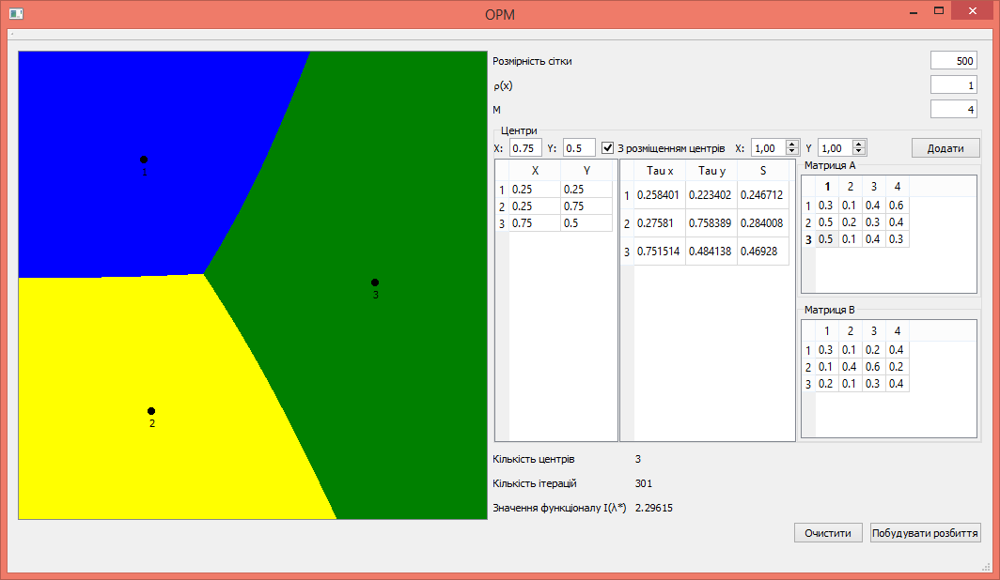 OPM
Розмірність сітки 500
ρ(x) 1
M 4
Центри
X: 0.75 Y: 0.5 З розміщенням центрів X: 1,00 Y 1,00 Додати
X Y
1 0.25 0.25
2 0.25 0.75
3 0.75 0.5
Tau x Tau y S
1 0.258401 0.223402 0.246712
2 0.27581 0.758389 0.284008
3 0.751514 0.484138 0.46928
Матриця A
1 2 3 4
1 0.3 0.1 0.4 0.6
2 0.5 0.2 0.3 0.4
3 0.5 0.1 0.4 0.3
Матриця B
1 2 3 4
1 0.3 0.1 0.2 0.4
2 0.1 0.4 0.6 0.2
3 0.2 0.1 0.3 0.4
1
2
3
Кількість центрів 3
Кількість ітерацій 301
Значення функціоналу I(λ*) 2.29615
Очистити Побудувати розбиття